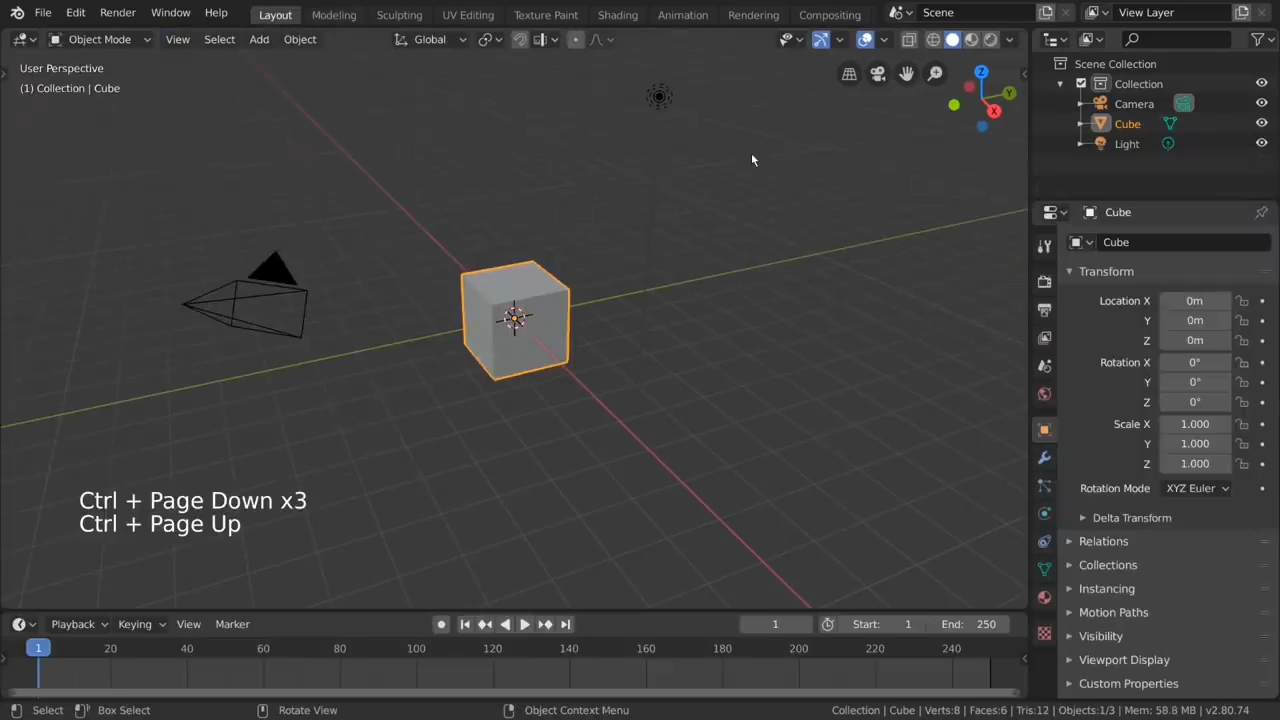 File Edit Render Window Help Layout Modeling Sculpting UV Editing Texture Paint Shading Animation Rendering Compositing Scene View Layer
Object Mode View Select Add Object Global
User Perspective
(1) Collection | Cube
Z
Y
X
Scene Collection
Collection
Camera
Cube
Light
Cube
Cube
Transform
Location X 0m
Y 0m
Z 0m
Rotation X 0°
Y 0°
Z 0°
Scale X 1.000
Y 1.000
Z 1.000
Rotation Mode XYZ Euler
Delta Transform
Relations
Collections
Instancing
Motion Paths
Visibility
Viewport Display
Custom Properties
Ctrl + Page Down x3
Ctrl + Page Up
Playback Keying View Marker 1 Start: 1 End: 250
1 20 40 60 80 100 120 140 160 180 200 220 240
Select Box Select Rotate View Object Context Menu Collection | Cube | Verts:8 | Faces:6 | Tris:12 | Objects:1/3 | Mem: 58.8 MB | v2.80.74